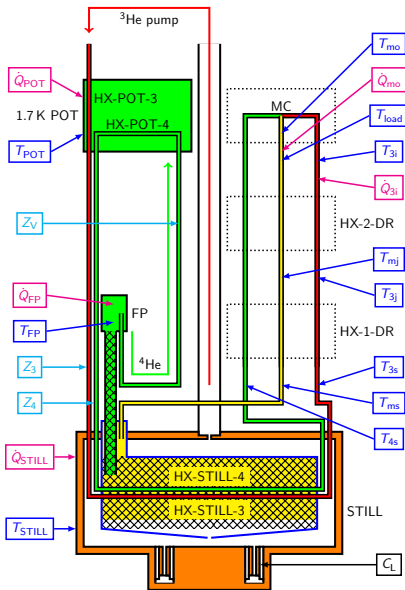 ³He pump
Q̇POT
HX-POT-3
1.7 K POT
HX-POT-4
TPOT
ZV
Q̇FP
FP
TFP
⁴He
Z3
Z4
Q̇STILL
HX-STILL-4
HX-STILL-3
STILL
TSTILL
CL
Tmo
Q̇mo
MC
Tload
T3i
Q̇3i
HX-2-DR
Tmj
T3j
HX-1-DR
T3s
Tms
T4s